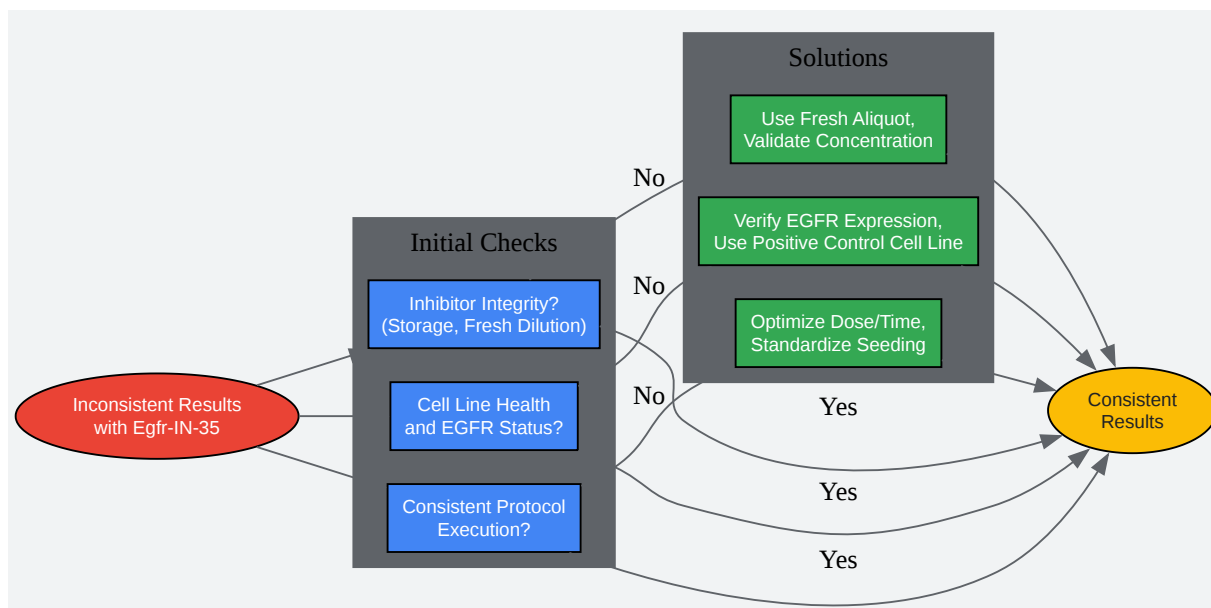 Inconsistent Results
with Egfr-IN-35
Initial Checks
Inhibitor Integrity?
(Storage, Fresh Dilution)
Cell Line Health
and EGFR Status?
Consistent Protocol
Execution?
No
No
No
Solutions
Use Fresh Aliquot,
Validate Concentration
Verify EGFR Expression,
Use Positive Control Cell Line
Optimize Dose/Time,
Standardize Seeding
Yes
Yes
Yes
Consistent
Results